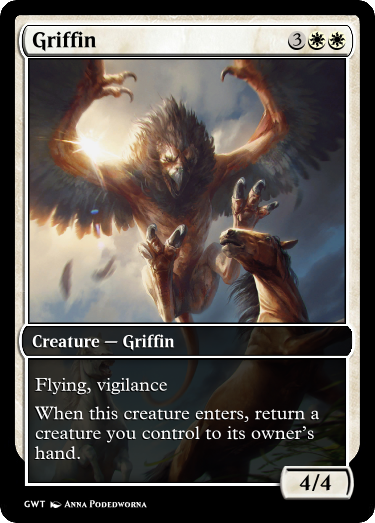 Griffin 3
Creature — Griffin
Flying, vigilance
When this creature enters, return a
creature you control to its owner's
hand.
4/4
GWT Anna Podedworna